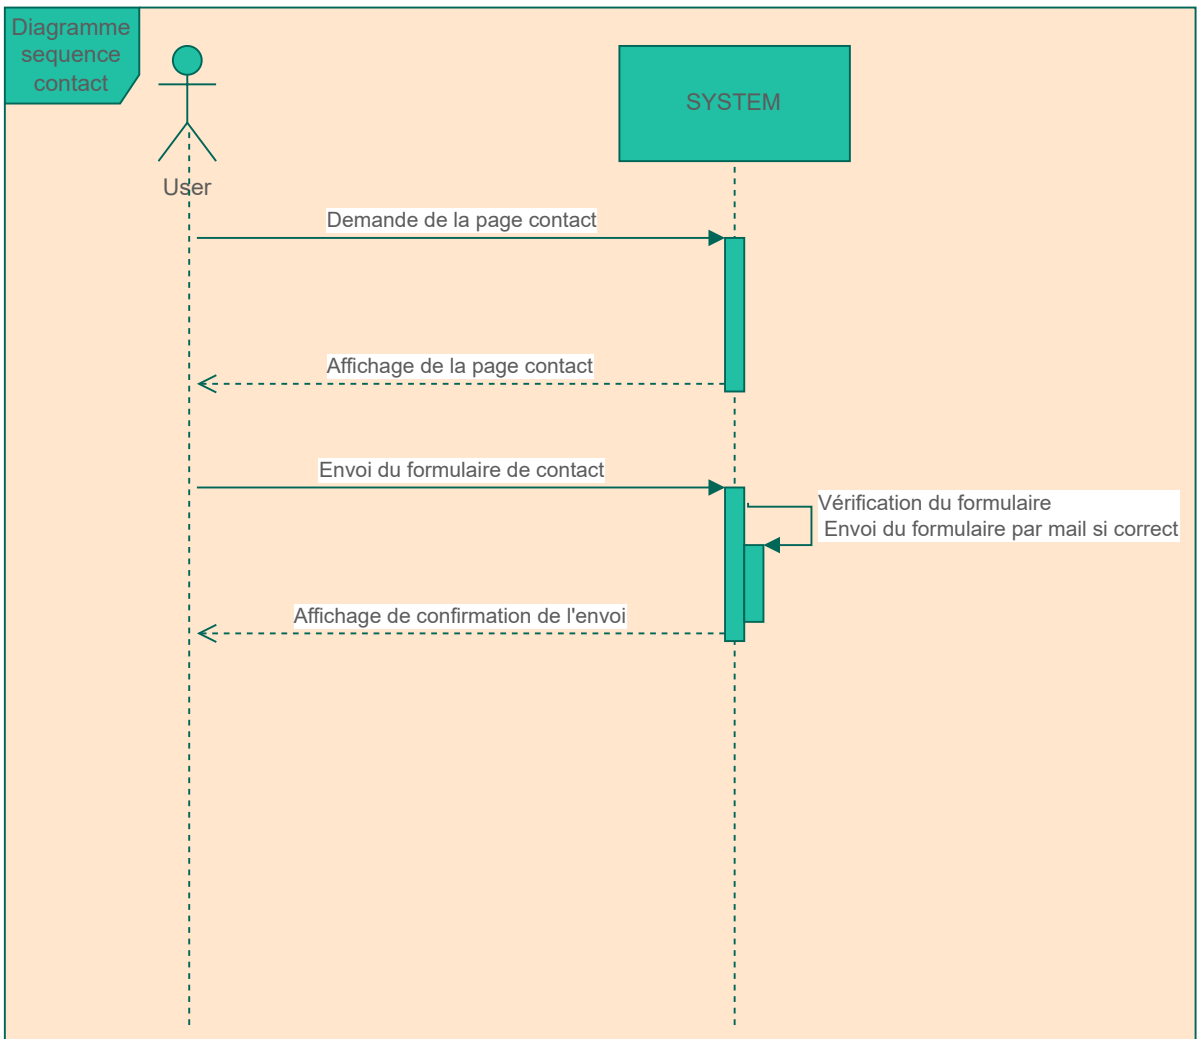 Diagramme
sequence
contact
SYSTEM
User
Demande de la page contact
Affichage de la page contact
Envoi du formulaire de contact
Vérification du formulaire
Envoi du formulaire par mail si correct
Affichage de confirmation de l'envoi